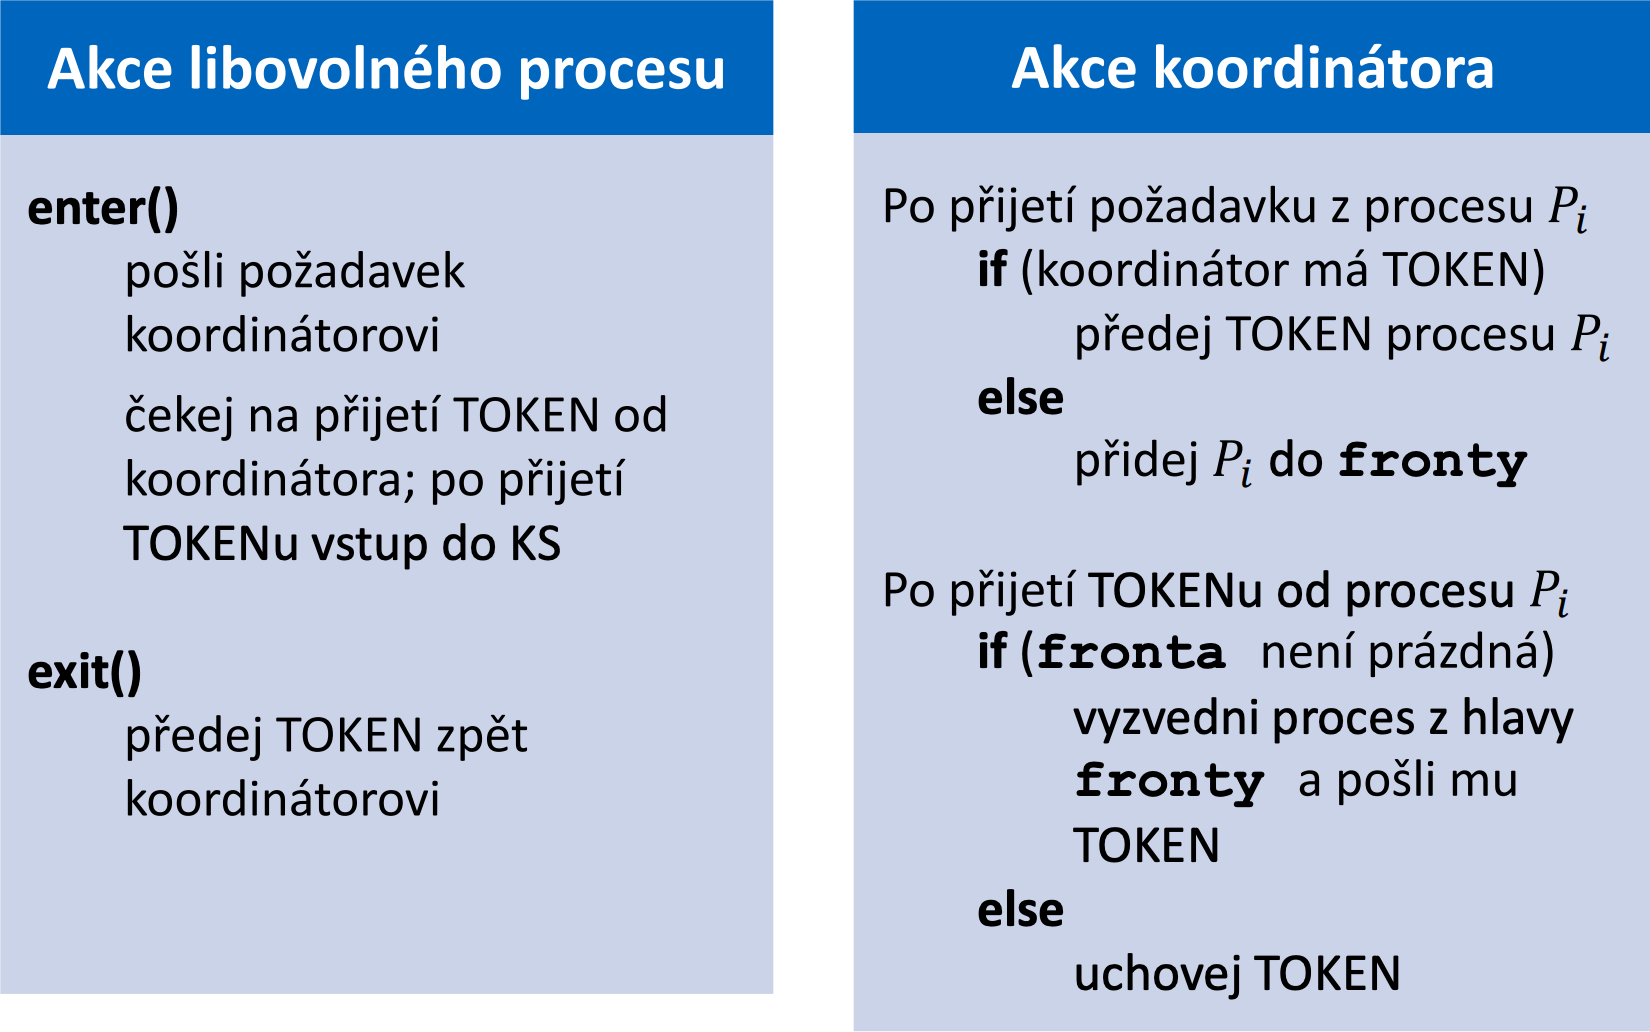 Akce libovolného procesu
enter()
pošli požadavek
koordinátorovi
čekej na přijetí TOKEN od
koordinátora; po přijetí
TOKENu vstup do KS
exit()
předej TOKEN zpět
koordinátorovi
Akce koordinátora
Po přijetí požadavku z procesu P_i
if (koordinátor má TOKEN)
předej TOKEN procesu P_i
else
přidej P_i do fronty
Po přijetí TOKENu od procesu P_i
if (fronta není prázdná)
vyzvedni proces z hlavy
fronty a pošli mu
TOKEN
else
uchovej TOKEN